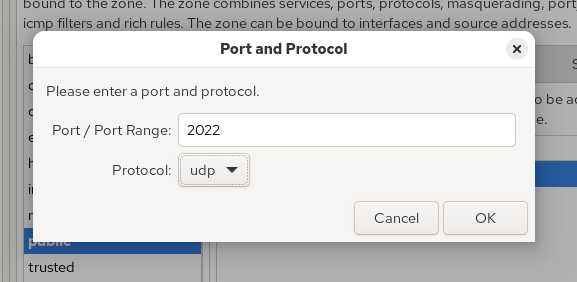 bound to the zone. The zone combines services, ports, protocols, masquerading, port
icmp filters and rich rules. The zone can be bound to interfaces and source addresses.
Port and Protocol
Please enter a port and protocol.
to be
e.
Port / Port Range: 2022
Protocol: udp
Cancel OK
public
trusted